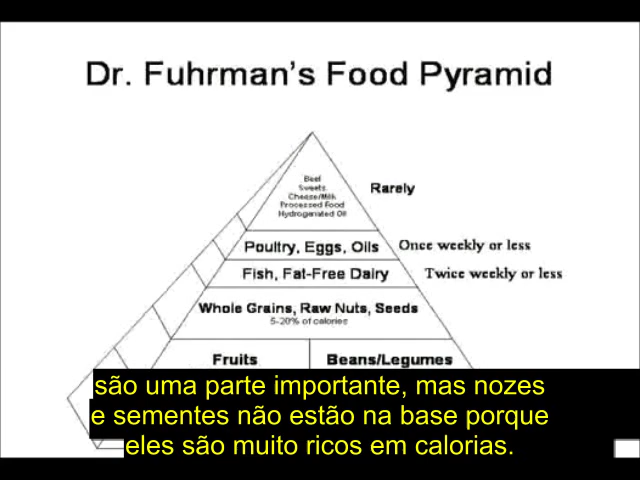 Dr. Fuhrman's Food Pyramid
Beef
Sweets
Cheese/Milk
Processed Food
Hydrogenated Oil
Rarely
Poultry, Eggs, Oils
Once weekly or less
Fish, Fat-Free Dairy
Twice weekly or less
Whole Grains, Raw Nuts, Seeds
5-20% of calories
Fruits
Beans/Legumes
são uma parte importante, mas nozes
e sementes não estão na base porque
eles são muito ricos em calorias.